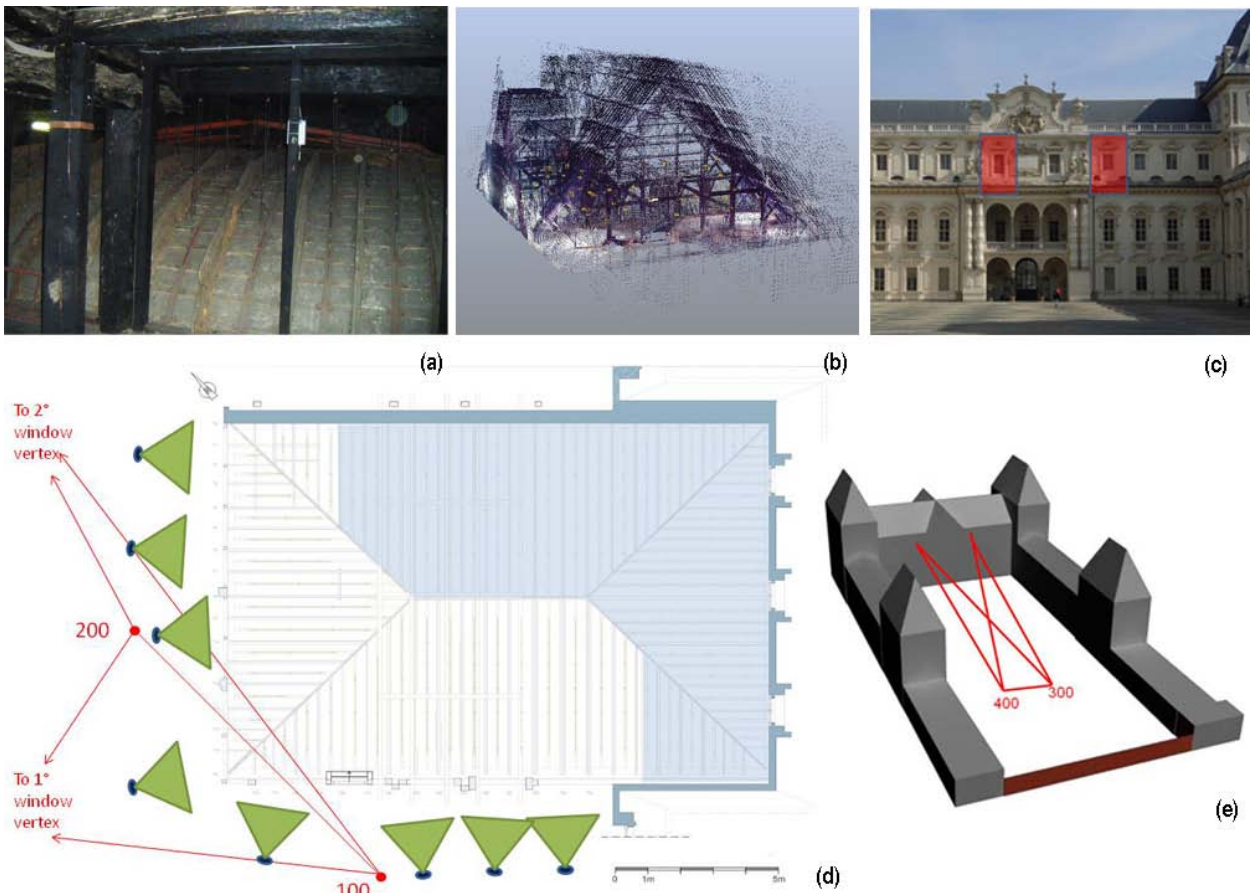 (a)
(b)
(c)
To 2°
window
vertex
200
To 1°
window
vertex
100
0
1m
5m
(d)
400
300
(e)